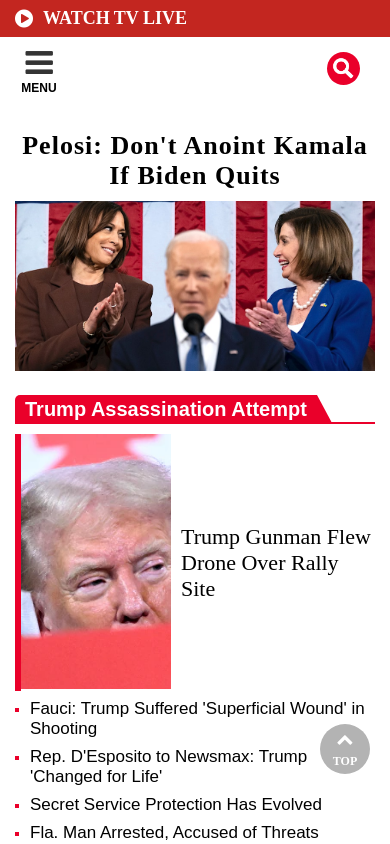 WATCH TV LIVE
MENU
Pelosi: Don't Anoint Kamala
If Biden Quits
Trump Assassination Attempt
Trump Gunman Flew
Drone Over Rally
Site
Fauci: Trump Suffered 'Superficial Wound' in
Shooting
Rep. D'Esposito to Newsmax: Trump
'Changed for Life'
TOP
Secret Service Protection Has Evolved
Fla. Man Arrested, Accused of Threats